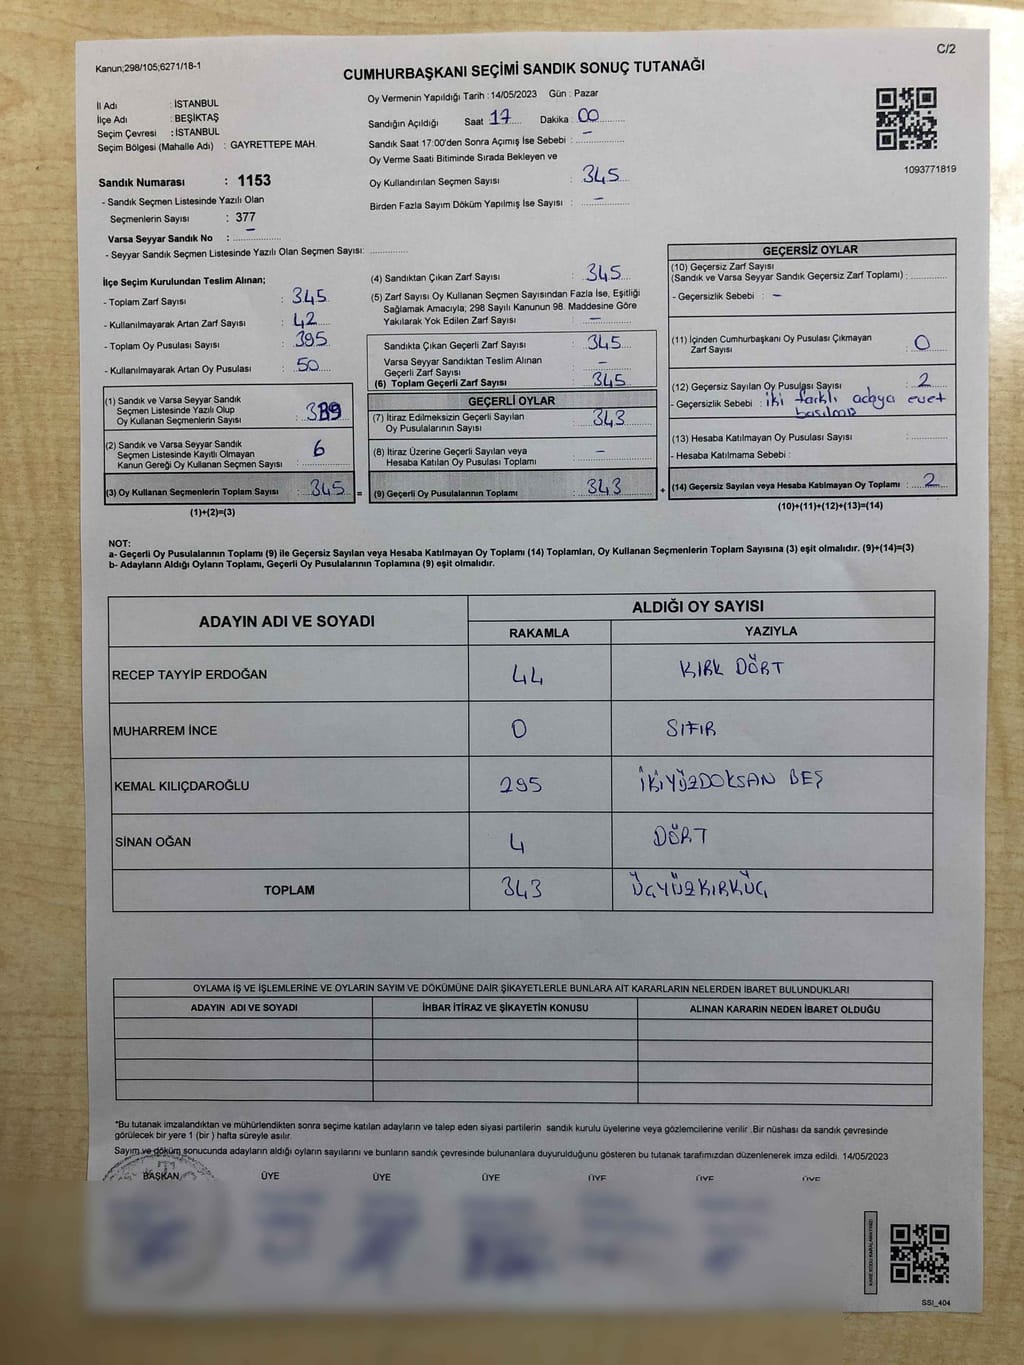 C/2
Kanun;298/105;6271/18-1
CUMHURBAŞKANI SEÇİMİ SANDIK SONUÇ TUTANAĞI
İl Adı : İSTANBUL
İlçe Adı : BEŞİKTAŞ
Seçim Çevresi : İSTANBUL
Seçim Bölgesi (Mahalle Adı) : GAYRETTEPE MAH.
Sandık Numarası : 1153
- Sandık Seçmen Listesinde Yazılı Olan
Seçmenlerin Sayısı : 377
Varsa Seyyar Sandık No : –
- Seyyar Sandık Seçmen Listesinde Yazılı Olan Seçmen Sayısı: ............
Oy Vermenin Yapıldığı Tarih : 14/05/2023 Gün : Pazar
Sandığın Açıldığı Saat 17 Dakika 00
Sandık Saat 17:00'den Sonra Açımış İse Sebebi : –
Oy Verme Saati Bitiminde Sırada Bekleyen ve
Oy Kullandırılan Seçmen Sayısı : 345
Birden Fazla Sayım Döküm Yapılmış İse Sayısı : –
1093771819
İlçe Seçim Kurulundan Teslim Alınan;
- Toplam Zarf Sayısı : 345
- Kullanılmayarak Artan Zarf Sayısı : 42
- Toplam Oy Pusulası Sayısı : 395
- Kullanılmayarak Artan Oy Pusulası : 50
(1) Sandık ve Varsa Seyyar Sandık
Seçmen Listesinde Yazılı Olup
Oy Kullanan Seçmenlerin Sayısı :
(2) Sandık ve Varsa Seyyar Sandık
Seçmen Listesinde Kayıtlı Olmayan
Kanun Gereği Oy Kullanan Seçmen Sayısı : 6
(3) Oy Kullanan Seçmenlerin Toplam Sayısı : 345 =
(1)+(2)=(3)
(4) Sandıktan Çıkan Zarf Sayısı : 345
(5) Zarf Sayısı Oy Kullanan Seçmen Sayısından Fazla İse, Eşitliği
Sağlamak Amacıyla; 298 Sayılı Kanunun 98. Maddesine Göre
Yakılarak Yok Edilen Zarf Sayısı : –
Sandıkta Çıkan Geçerli Zarf Sayısı : 345
Varsa Seyyar Sandıktan Teslim Alınan
Geçerli Zarf Sayısı : –
(6) Toplam Geçerli Zarf Sayısı : 345
GEÇERLİ OYLAR
(7) İtiraz Edilmeksizin Geçerli Sayılan
Oy Pusulalarının Sayısı : 343
(8) İtiraz Üzerine Geçerli Sayılan veya
Hesaba Katılan Oy Pusulası Toplamı : –
(9) Geçerli Oy Pusulalarının Toplamı : 343 +
GEÇERSİZ OYLAR
(10) Geçersiz Zarf Sayısı
(Sandık ve Varsa Seyyar Sandık Geçersiz Zarf Toplamı) : ............
- Geçersizlik Sebebi : –
(11) İçinden Cumhurbaşkanı Oy Pusulası Çıkmayan
Zarf Sayısı : 0
(12) Geçersiz Sayılan Oy Pusulası Sayısı : 2
- Geçersizlik Sebebi : iki farklı adaya evet
basılmış
(13) Hesaba Katılmayan Oy Pusulası Sayısı : ............
- Hesaba Katılmama Sebebi :
(14) Geçersiz Sayılan veya Hesaba Katılmayan Oy Toplamı : 2
(10)+(11)+(12)+(13)=(14)
NOT:
a- Geçerli Oy Pusulalarının Toplamı (9) ile Geçersiz Sayılan veya Hesaba Katılmayan Oy Toplamı (14) Toplamları, Oy Kullanan Seçmenlerin Toplam Sayısına (3) eşit olmalıdır. (9)+(14)=(3)
b- Adayların Aldığı Oyların Toplamı, Geçerli Oy Pusulalarının Toplamına (9) eşit olmalıdır.
ADAYIN ADI VE SOYADI ALDIĞI OY SAYISI
RAKAMLA YAZIYLA
RECEP TAYYİP ERDOĞAN 44 KIRK DÖRT
MUHARREM İNCE 0 SIFIR
KEMAL KILIÇDAROĞLU 295 İKİYÜZDOKSAN BEŞ
SİNAN OĞAN 4 DÖRT
TOPLAM 343 ÜÇYÜZKIRKÜÇ
OYLAMA İŞ VE İŞLEMLERİNE VE OYLARIN SAYIM VE DÖKÜMÜNE DAİR ŞİKAYETLERLE BUNLARA AİT KARARLARIN NELERDEN İBARET BULUNDUKLARI
ADAYIN ADI VE SOYADI İHBAR İTİRAZ VE ŞİKAYETİN KONUSU ALINAN KARARIN NEDEN İBARET OLDUĞU
*Bu tutanak imzalandıktan ve mühürlendikten sonra seçime katılan adayların ve talep eden siyasi partilerin sandık kurulu üyelerine veya gözlemcilerine verilir .Bir nüshası da sandık çevresinde
görülecek bir yere 1 (bir ) hafta süreyle asılır.
Sayım ve döküm sonucunda adayların aldığı oyların sayılarını ve bunların sandık çevresinde bulunanlara duyurulduğunu gösteren bu tutanak tarafımızdan düzenlenerek imza edildi. 14/05/2023
BAŞKAN ÜYE ÜYE ÜYE ÜYE ÜYE ÜYE
KARE KODU KARALAMAYINIZ!
SSI_404